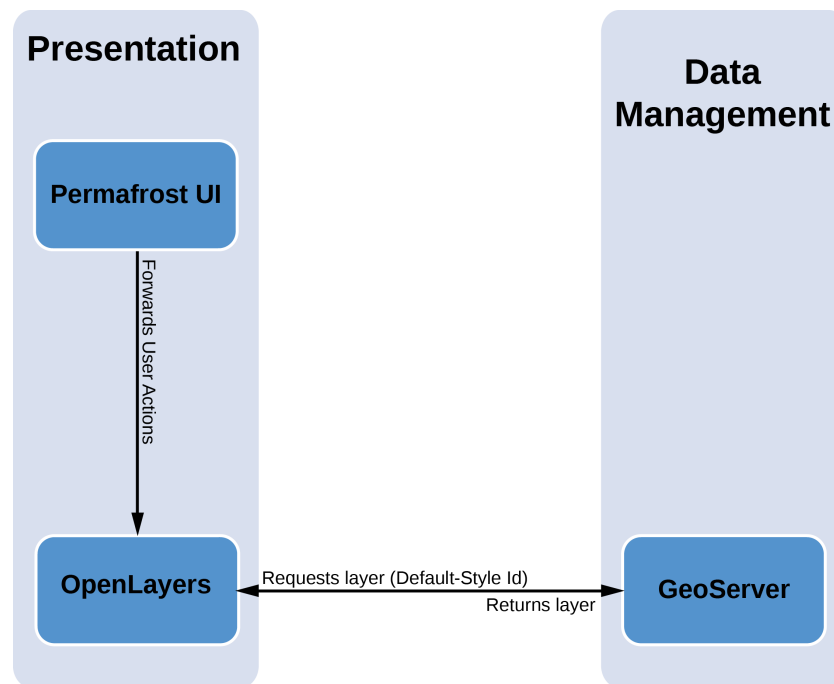 Presentation
Data
Management
Permafrost UI
Forwards User Actions
OpenLayers
Requests layer (Default-Style Id)
Returns layer
GeoServer